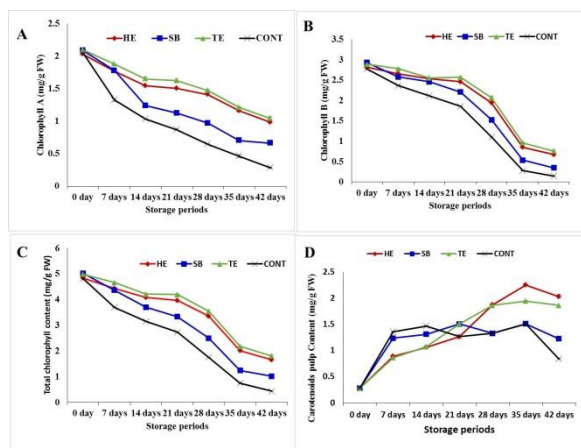 A
HE SB TE CONT
Chlorophyll A (mg/g FW)
2.5
2
1.5
1
0.5
0
0 day 7 days 14 days 21 days 28 days 35 days 42 days
Storage periods
B
HE SB TE CONT
Chlorophyll B (mg/g FW)
3.5
3
2.5
2
1.5
1
0.5
0
0 day 7 days 14 days 21 days 28 days 35 days 42 days
Storage periods
C
HE SB TE CONT
Total chlorophyll content (mg/g FW)
6
5
4
3
2
1
0
0 day 7 days 14 days 21 days 28 days 35 days 42 days
Storage periods
D
HE SB TE CONT
Carotenoids pulp Content (mg/g FW)
2.5
2
1.5
1
0.5
0
0 day 7 days 14 days 21 days 28 days 35 days 42 days
Storage periods